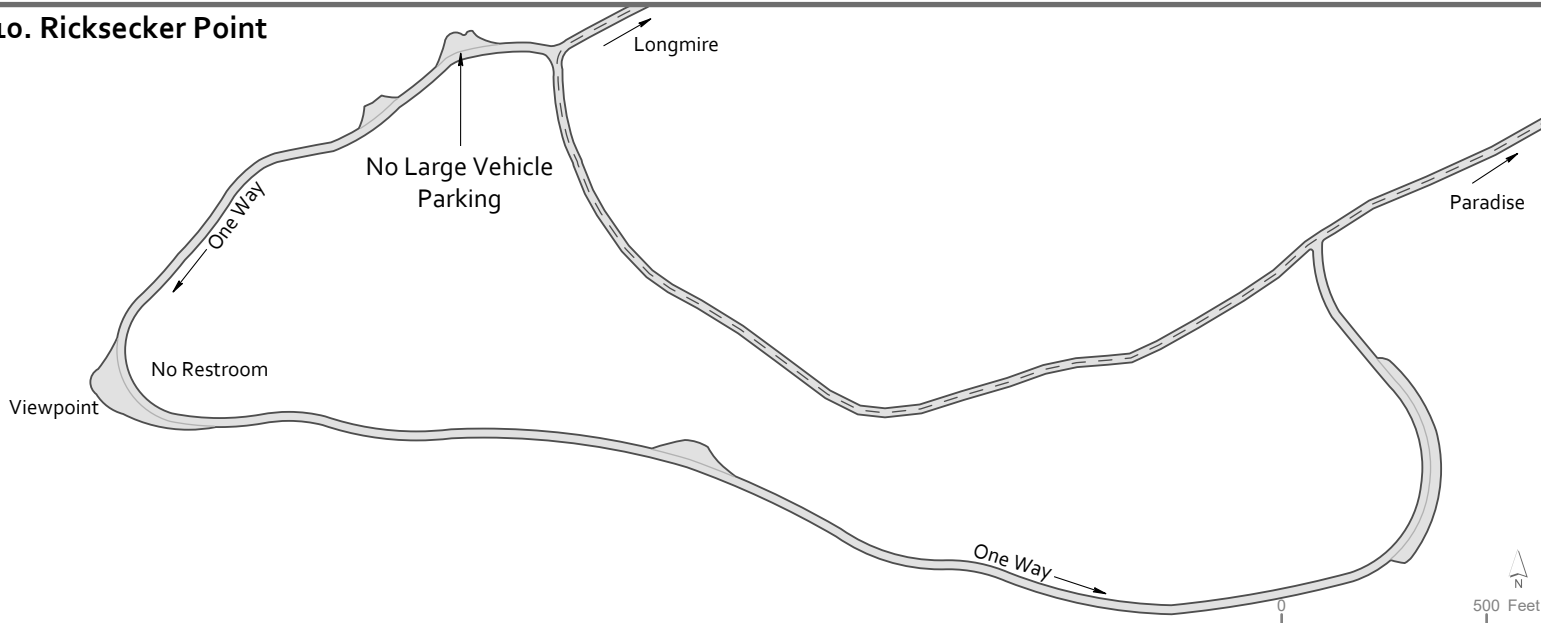 10. Ricksecker Point
Longmire
No Large Vehicle
Parking
One Way
Paradise
No Restroom
Viewpoint
One Way
N
0 500 Feet